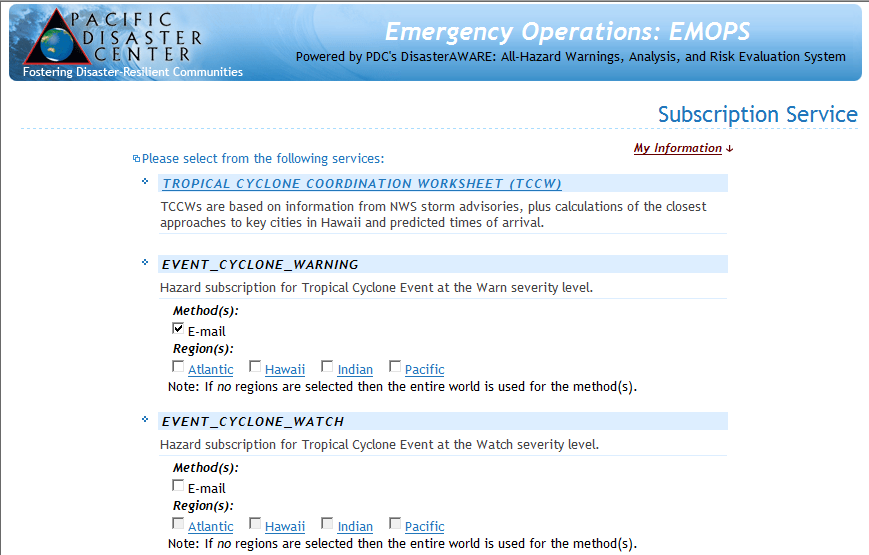 PACIFIC
DISASTER
CENTER
Fostering Disaster-Resilient Communities
Emergency Operations: EMOPS
Powered by PDC's DisasterAWARE: All-Hazard Warnings, Analysis, and Risk Evaluation System
Subscription Service
My Information ↓
Please select from the following services:
TROPICAL CYCLONE COORDINATION WORKSHEET (TCCW)
TCCWs are based on information from NWS storm advisories, plus calculations of the closest
approaches to key cities in Hawaii and predicted times of arrival.
EVENT_CYCLONE_WARNING
Hazard subscription for Tropical Cyclone Event at the Warn severity level.
Method(s):
E-mail
Region(s):
Atlantic Hawaii Indian Pacific
Note: If no regions are selected then the entire world is used for the method(s).
EVENT_CYCLONE_WATCH
Hazard subscription for Tropical Cyclone Event at the Watch severity level.
Method(s):
E-mail
Region(s):
Atlantic Hawaii Indian Pacific
Note: If no regions are selected then the entire world is used for the method(s).